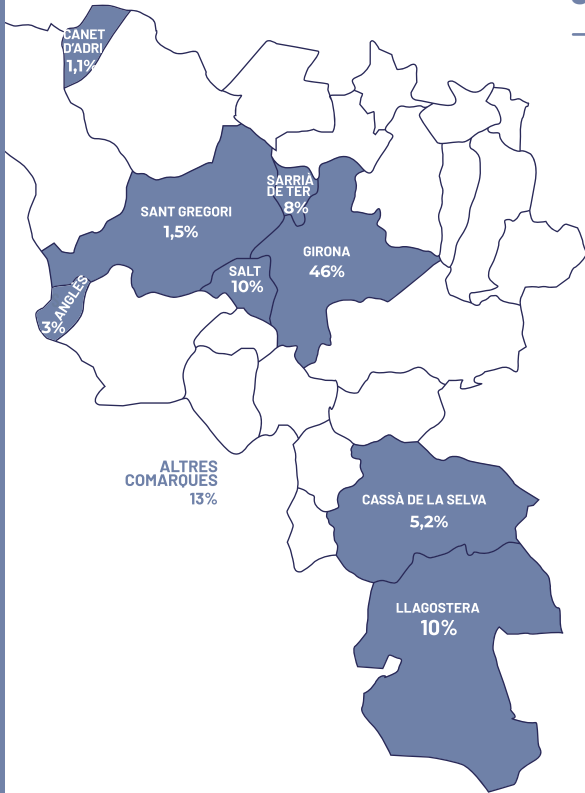 CANET
D'ADRI
1,1%
SARRIÀ
DE TER
8%
SANT GREGORI
1,5%
GIRONA
46%
SALT
10%
ANGLÈS
3%
ALTRES
COMARQUES
13%
CASSÀ DE LA SELVA
5,2%
LLAGOSTERA
10%